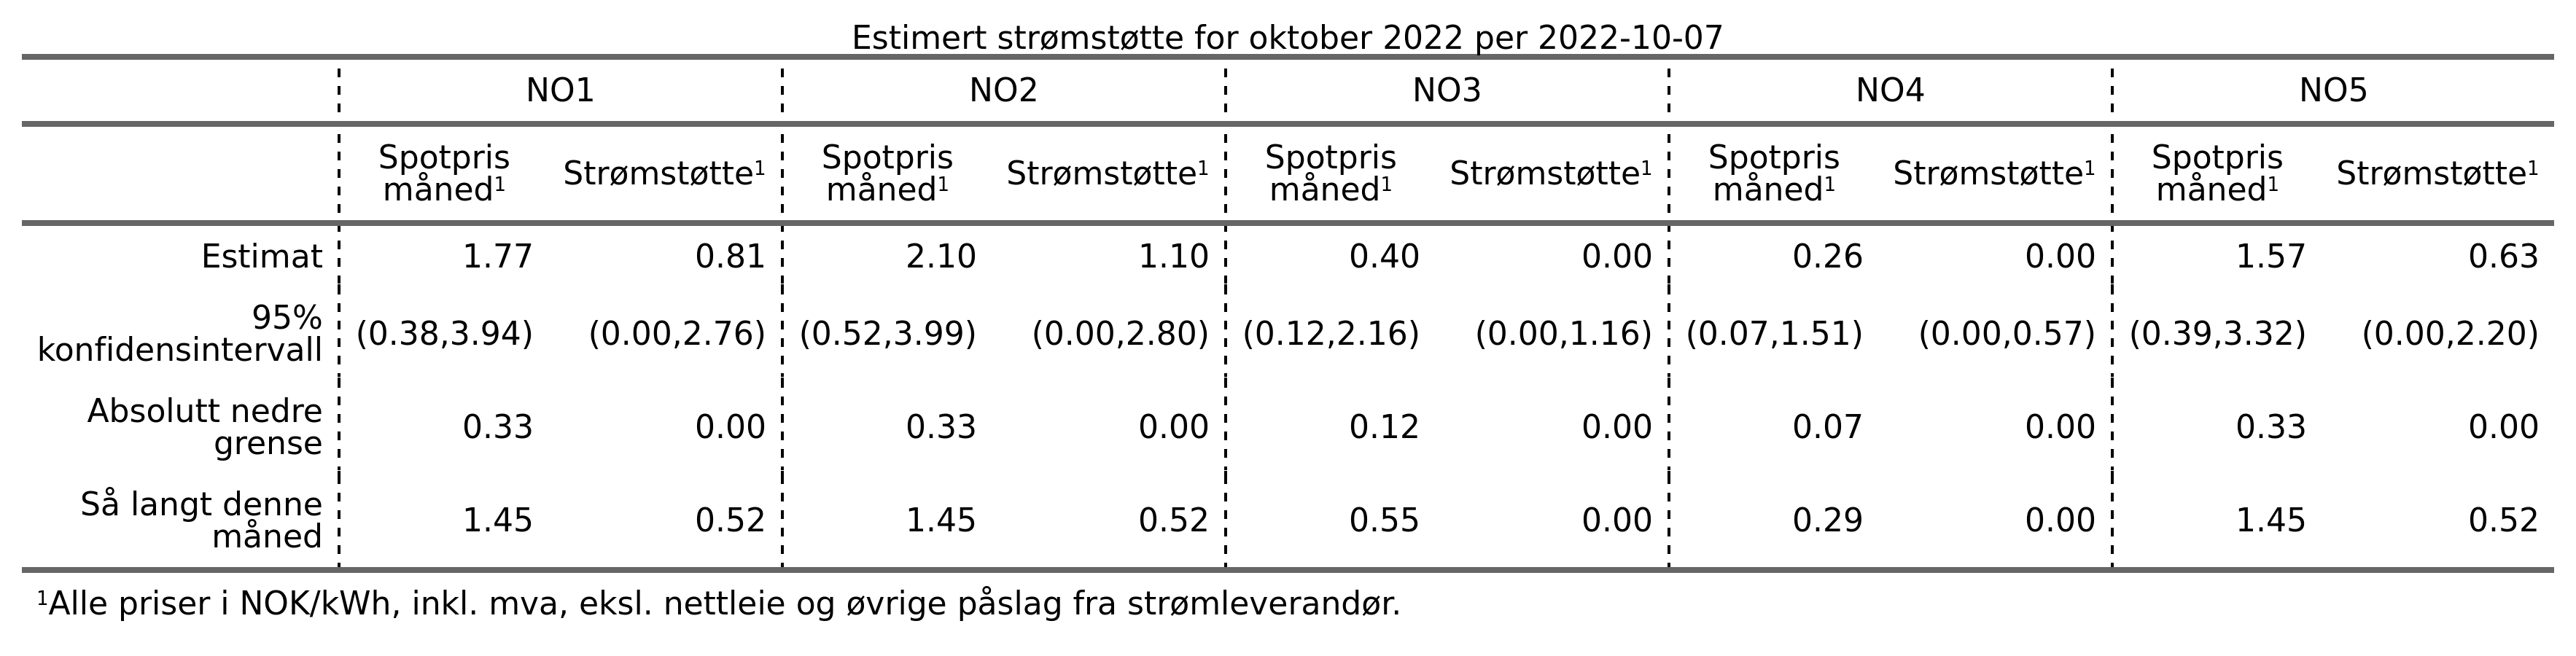 Estimert strømstøtte for oktober 2022 per 2022-10-07
NO1 NO2 NO3 NO4 NO5
Spotpris måned¹ Strømstøtte¹ Spotpris måned¹ Strømstøtte¹ Spotpris måned¹ Strømstøtte¹ Spotpris måned¹ Strømstøtte¹ Spotpris måned¹ Strømstøtte¹
Estimat 1.77 0.81 2.10 1.10 0.40 0.00 0.26 0.00 1.57 0.63
95% konfidensintervall (0.38,3.94) (0.00,2.76) (0.52,3.99) (0.00,2.80) (0.12,2.16) (0.00,1.16) (0.07,1.51) (0.00,0.57) (0.39,3.32) (0.00,2.20)
Absolutt nedre grense 0.33 0.00 0.33 0.00 0.12 0.00 0.07 0.00 0.33 0.00
Så langt denne måned 1.45 0.52 1.45 0.52 0.55 0.00 0.29 0.00 1.45 0.52
¹Alle priser i NOK/kWh, inkl. mva, eksl. nettleie og øvrige påslag fra strømleverandør.